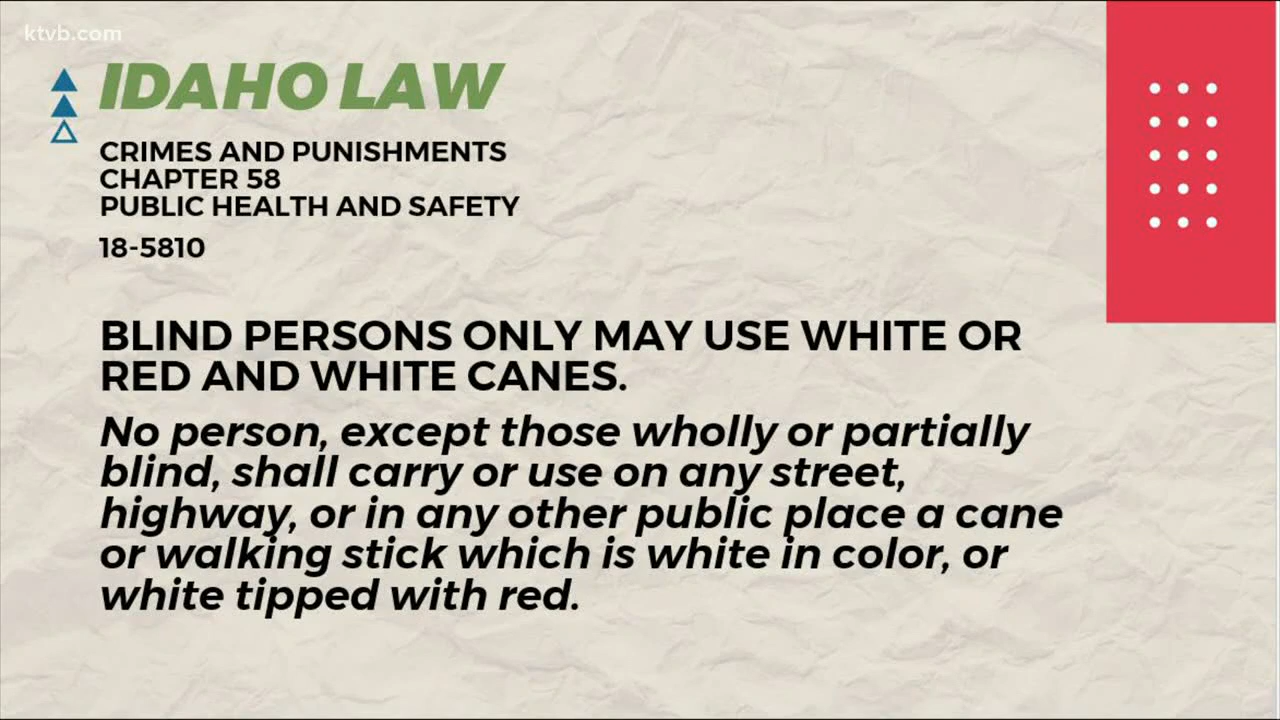 ktvb.com
IDAHO LAW
CRIMES AND PUNISHMENTS
CHAPTER 58
PUBLIC HEALTH AND SAFETY
18-5810
BLIND PERSONS ONLY MAY USE WHITE OR
RED AND WHITE CANES.
No person, except those wholly or partially
blind, shall carry or use on any street,
highway, or in any other public place a cane
or walking stick which is white in color, or
white tipped with red.